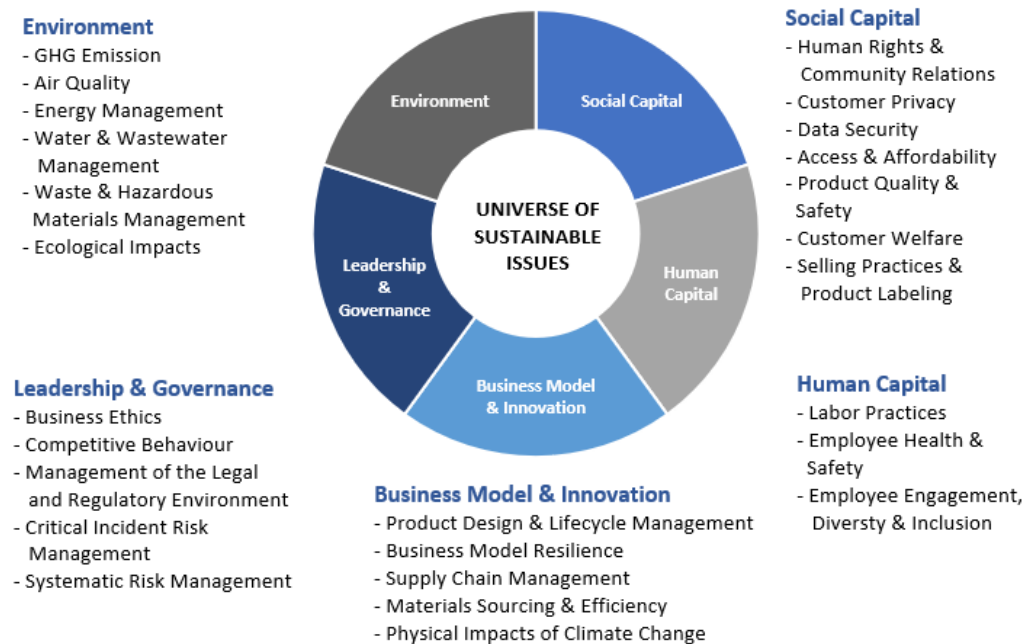 Environment
- GHG Emission
- Air Quality
- Energy Management
- Water & Wastewater
Management
- Waste & Hazardous
Materials Management
- Ecological Impacts
Social Capital
- Human Rights &
Community Relations
- Customer Privacy
- Data Security
- Access & Affordability
- Product Quality &
Safety
- Customer Welfare
- Selling Practices &
Product Labeling
Environment
Social Capital
UNIVERSE OF
SUSTAINABLE
ISSUES
Leadership
&
Governance
Human
Capital
Business Model
& Innovation
Leadership & Governance
- Business Ethics
- Competitive Behaviour
- Management of the Legal
and Regulatory Environment
- Critical Incident Risk
Management
- Systematic Risk Management
Business Model & Innovation
- Product Design & Lifecycle Management
- Business Model Resilience
- Supply Chain Management
- Materials Sourcing & Efficiency
- Physical Impacts of Climate Change
Human Capital
- Labor Practices
- Employee Health &
Safety
- Employee Engagement,
Diversty & Inclusion